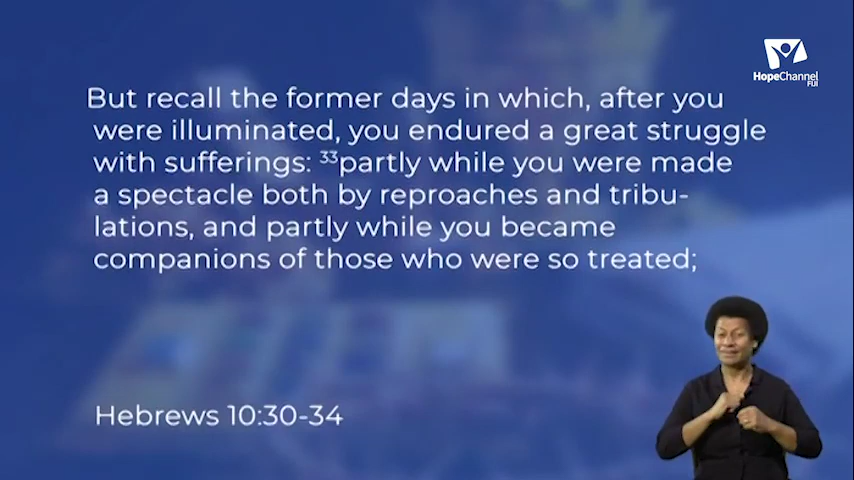 HopeChannel
FIJI
But recall the former days in which, after you
were illuminated, you endured a great struggle
with sufferings: ³³partly while you were made
a spectacle both by reproaches and tribu-
lations, and partly while you became
companions of those who were so treated;
Hebrews 10:30-34